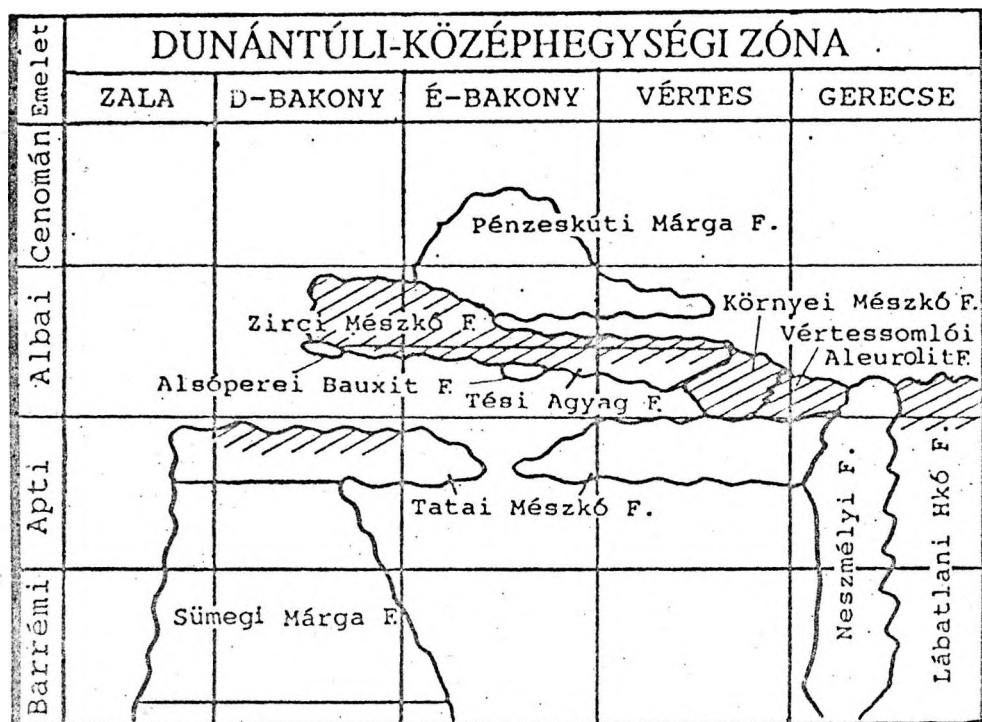 Emelet
DUNÁNTÚLI-KÖZÉPHEGYSÉGI ZÓNA
ZALA
D-BAKONY
É-BAKONY
VÉRTES
GERECSE
Cenomán
Pénzeskúti Márga F.
Albai
Környei Mészkő F.
Zirci Mészkő F.
Vértessomlói
Aleurolit F.
Alsóperei Bauxit F.
Tési Agyag F.
Apti
Tatai Mészkő F.
Neszmélyi F.
Lábatlani Hkő F.
Barrémi
Sümegi Márga F.